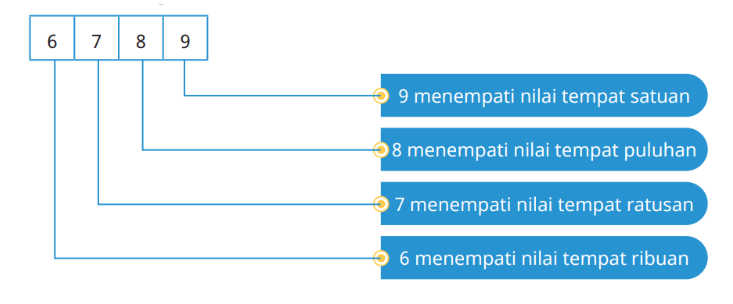 6 7 8 9
9 menempati nilai tempat satuan
8 menempati nilai tempat puluhan
7 menempati nilai tempat ratusan
6 menempati nilai tempat ribuan